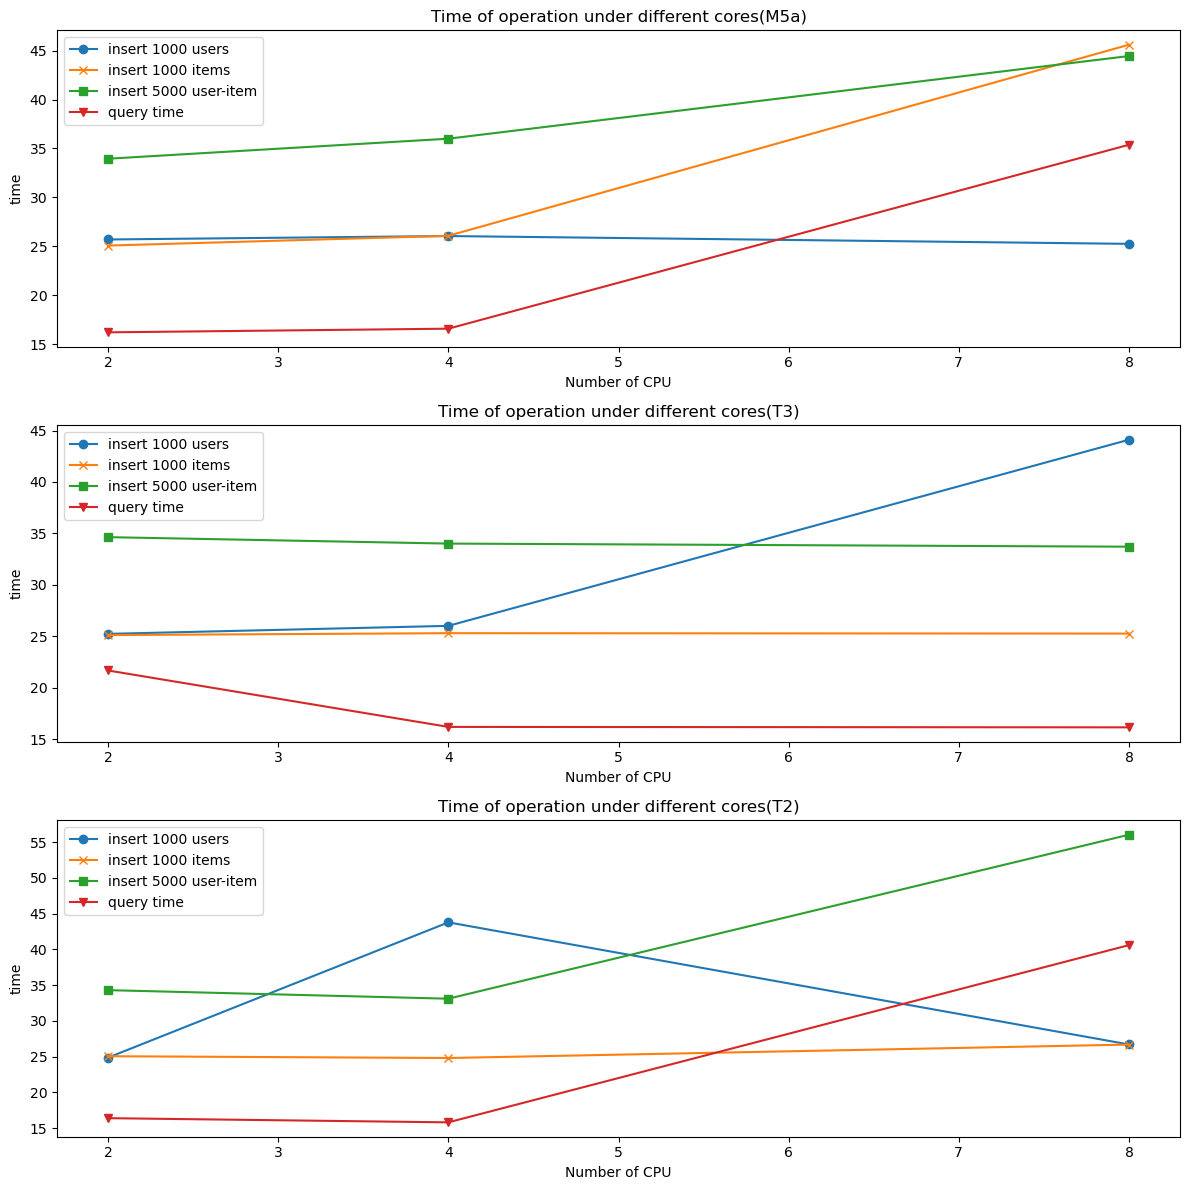 Time of operation under different cores(M5a)
insert 1000 users
insert 1000 items
insert 5000 user-item
query time
45
40
35
30
25
20
15
time
2 3 4 5 6 7 8
Number of CPU
Time of operation under different cores(T3)
insert 1000 users
insert 1000 items
insert 5000 user-item
query time
45
40
35
30
25
20
15
time
2 3 4 5 6 7 8
Number of CPU
Time of operation under different cores(T2)
insert 1000 users
insert 1000 items
insert 5000 user-item
query time
55
50
45
40
35
30
25
20
15
time
2 3 4 5 6 7 8
Number of CPU